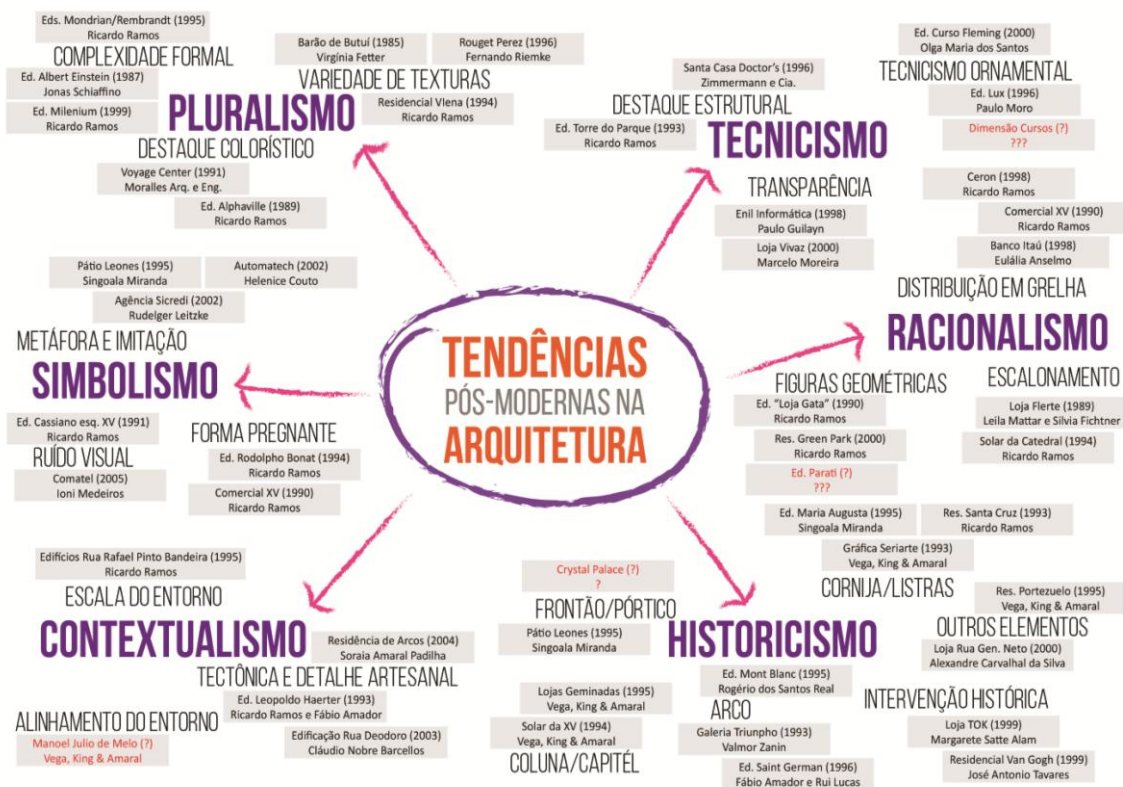 Eds. Mondrian/Rembrandt (1995)
Ricardo Ramos
COMPLEXIDADE FORMAL
Ed. Albert Einstein (1987)
Jonas Schiaffino
Ed. Milenium (1999)
Ricardo Ramos
Barão de Butuí (1985)
Virgínia Fetter
Rouget Perez (1996)
Fernando Riemke
VARIEDADE DE TEXTURAS
Residencial VIena (1994)
Ricardo Ramos
PLURALISMO
DESTAQUE COLORÍSTICO
Voyage Center (1991)
Moralles Arq. e Eng.
Ed. Alphaville (1989)
Ricardo Ramos
Santa Casa Doctor's (1996)
Zimmermann e Cia.
DESTAQUE ESTRUTURAL
Ed. Torre do Parque (1993)
Ricardo Ramos
TECNICISMO
Ed. Curso Fleming (2000)
Olga Maria dos Santos
TECNICISMO ORNAMENTAL
Ed. Lux (1996)
Paulo Moro
Dimensão Cursos (?)
???
TRANSPARÊNCIA
Enil Informática (1998)
Paulo Guilayn
Loja Vivaz (2000)
Marcelo Moreira
Ceron (1998)
Ricardo Ramos
Comercial XV (1990)
Ricardo Ramos
Banco Itaú (1998)
Eulália Anselmo
DISTRIBUIÇÃO EM GRELHA
RACIONALISMO
FIGURAS GEOMÉTRICAS
Ed. “Loja Gata” (1990)
Ricardo Ramos
Res. Green Park (2000)
Ricardo Ramos
Ed. Parati (?)
???
ESCALONAMENTO
Loja Flerte (1989)
Leila Mattar e Silvia Fichtner
Solar da Catedral (1994)
Ricardo Ramos
Pátio Leones (1995)
Singoala Miranda
Automatech (2002)
Helenice Couto
Agência Sicredi (2002)
Rudelger Leitzke
METÁFORA E IMITAÇÃO
SIMBOLISMO
Ed. Cassiano esq. XV (1991)
Ricardo Ramos
RUÍDO VISUAL
Comatel (2005)
Ioni Medeiros
FORMA PREGNANTE
Ed. Rodolpho Bonat (1994)
Ricardo Ramos
Comercial XV (1990)
Ricardo Ramos
TENDÊNCIAS
PÓS-MODERNAS NA
ARQUITETURA
Edifícios Rua Rafael Pinto Bandeira (1995)
Ricardo Ramos
ESCALA DO ENTORNO
CONTEXTUALISMO
Residência de Arcos (2004)
Soraia Amaral Padilha
TECTÔNICA E DETALHE ARTESANAL
Ed. Leopoldo Haerter (1993)
Ricardo Ramos e Fábio Amador
Edificação Rua Deodoro (2003)
Cláudio Nobre Barcellos
ALINHAMENTO DO ENTORNO
Manoel Julio de Melo (?)
Vega, King & Amaral
Ed. Maria Augusta (1995)
Singoala Miranda
Res. Santa Cruz (1993)
Ricardo Ramos
Gráfica Seriarte (1993)
Vega, King & Amaral
CORNIJA/LISTRAS
Crystal Palace (?)
?
FRONTÃO/PÓRTICO
Pátio Leones (1995)
Singoala Miranda
HISTORICISMO
Res. Portezuelo (1995)
Vega, King & Amaral
OUTROS ELEMENTOS
Loja Rua Gen. Neto (2000)
Alexandre Carvalhal da Silva
Lojas Geminadas (1995)
Vega, King & Amaral
Solar da XV (1994)
Vega, King & Amaral
COLUNA/CAPITÉL
Ed. Mont Blanc (1995)
Rogério dos Santos Real
ARCO
Galeria Triunpho (1993)
Valmor Zanin
Ed. Saint German (1996)
Fábio Amador e Rui Lucas
INTERVENÇÃO HISTÓRICA
Loja TOK (1999)
Margarete Satte Alam
Residencial Van Gogh (1999)
José Antonio Tavares